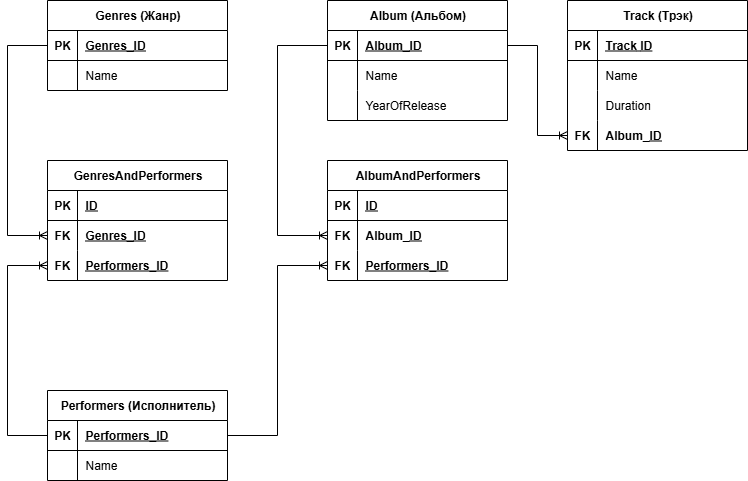 Genres (Жанр)
PK Genres_ID
Name
Album (Альбом)
PK Album_ID
Name
YearOfRelease
Track (Трэк)
PK Track ID
Name
Duration
FK Album_ID
GenresAndPerformers
PK ID
FK Genres_ID
FK Performers_ID
AlbumAndPerformers
PK ID
FK Album_ID
FK Performers_ID
Performers (Исполнитель)
PK Performers_ID
Name